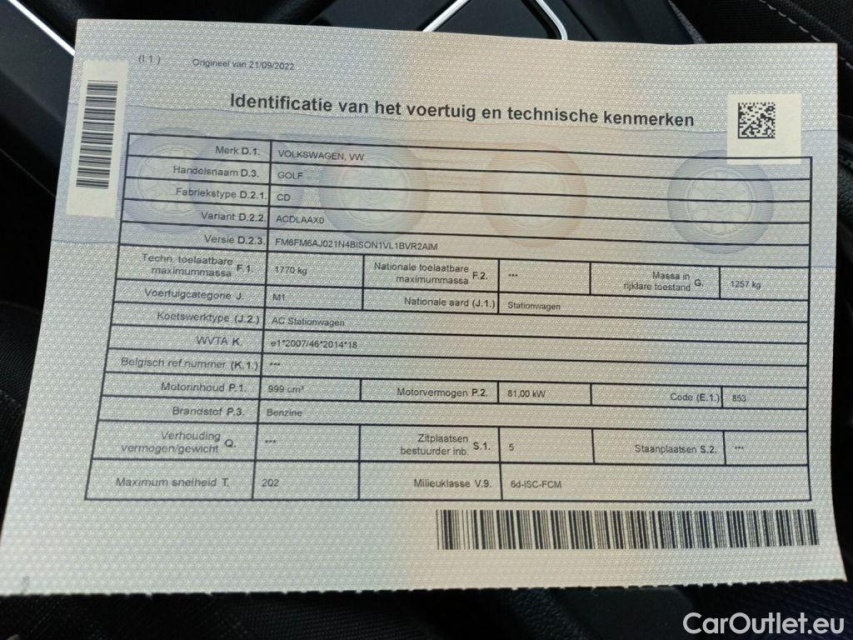 (I 1) Origineel van 21/09/2022
Identificatie van het voertuig en technische kenmerken
Merk D.1. VOLKSWAGEN, VW
Handelsnaam D.3. GOLF
Fabriekstype D.2.1. CD
Variant D.2.2. ACDLAAX0
Versie D.2.3. FM6FM6AJ021N4BISON1VL1BVR2AIM
Techn. toelaatbare maximummassa F.1. 1770 kg Nationale toelaatbare maximummassa F.2. *** Massa in rijklare toestand G. 1257 kg
Voertuigcategorie J. M1 Nationale aard (J.1.) Stationwagen
Koetswerktype (J.2.) AC Stationwagen
WVTA K. e1*2007/46*2014*18
Belgisch ref.nummer (K.1.) ***
Motorinhoud P.1. 999 cm³ Motorvermogen P.2. 81,00 kW Code (E.1.) 853
Brandstof P.3. Benzine
Verhouding vermogen/gewicht Q. *** Zitplaatsen bestuurder inb. S.1. 5 Staanplaatsen S.2. ***
Maximum snelheid T. 202 Milieuklasse V.9. 6d-ISC-FCM
CarOutlet.eu